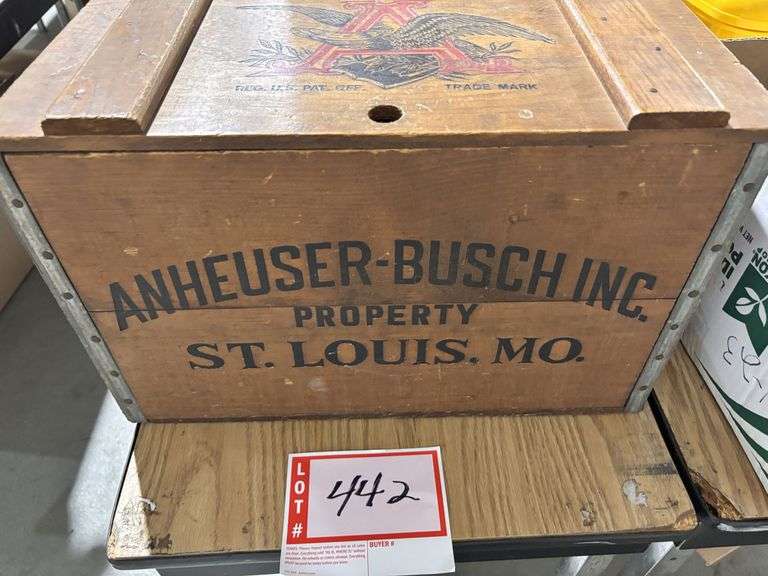 A
REG. U.S. PAT. OFF. TRADE MARK
ANHEUSER-BUSCH INC.
PROPERTY
ST. LOUIS, MO.
LOT #
442
BUYER #